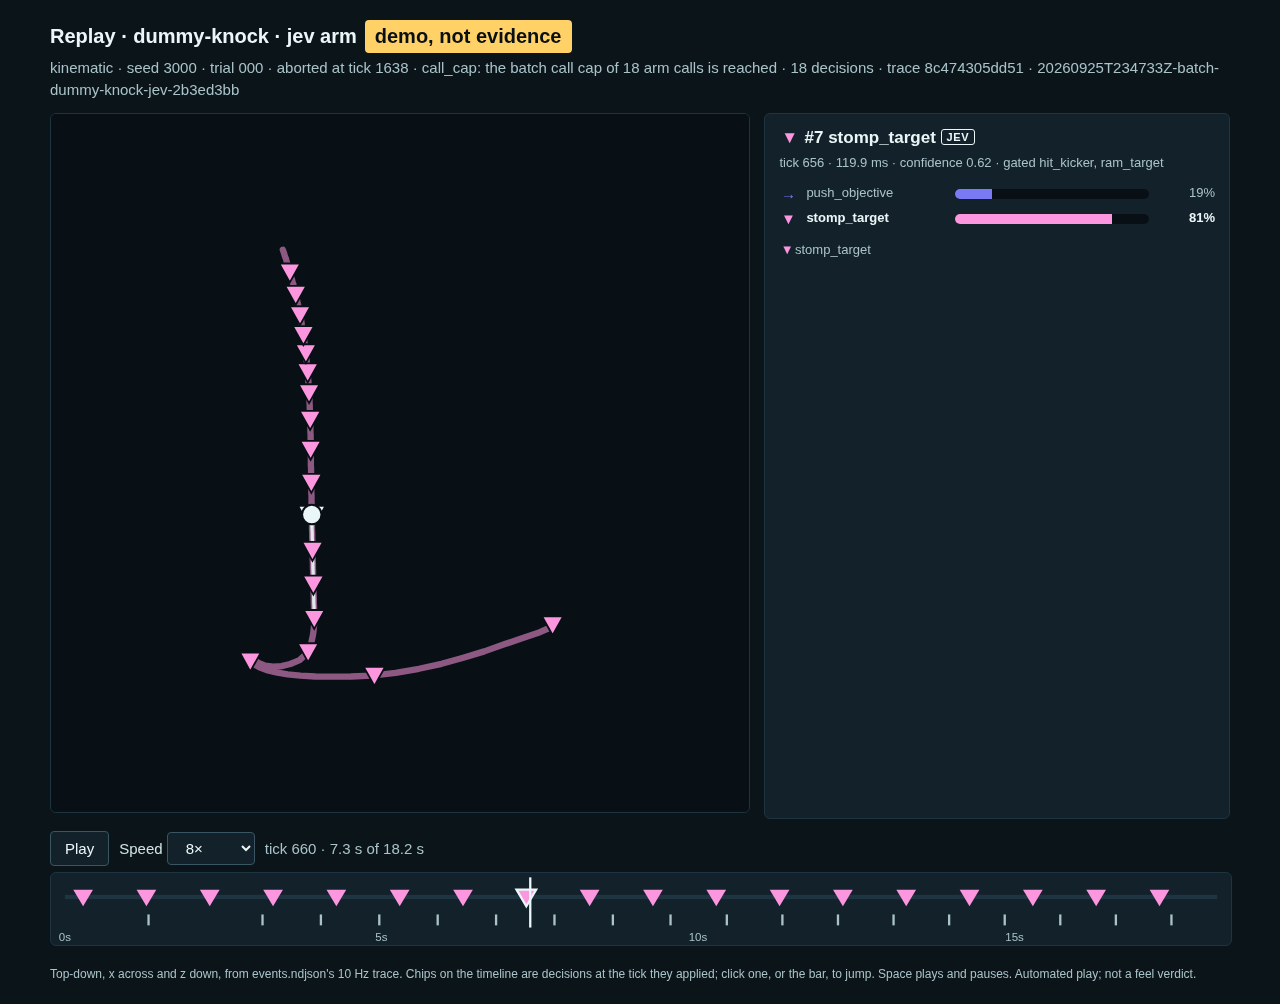 Replay · dummy-knock · jev arm demo, not evidence
kinematic · seed 3000 · trial 000 · aborted at tick 1638 · call_cap: the batch call cap of 18 arm calls is reached · 18 decisions · trace 8c474305dd51 · 20260925T234733Z-batch-
dummy-knock-jev-2b3ed3bb
▼ #7 stomp_target JEV
tick 656 · 119.9 ms · confidence 0.62 · gated hit_kicker, ram_target
→ push_objective 19%
▼ stomp_target 81%
▼ stomp_target
Play Speed 8× tick 660 · 7.3 s of 18.2 s
0s 5s 10s 15s
Top-down, x across and z down, from events.ndjson's 10 Hz trace. Chips on the timeline are decisions at the tick they applied; click one, or the bar, to jump. Space plays and pauses. Automated play; not a feel verdict.